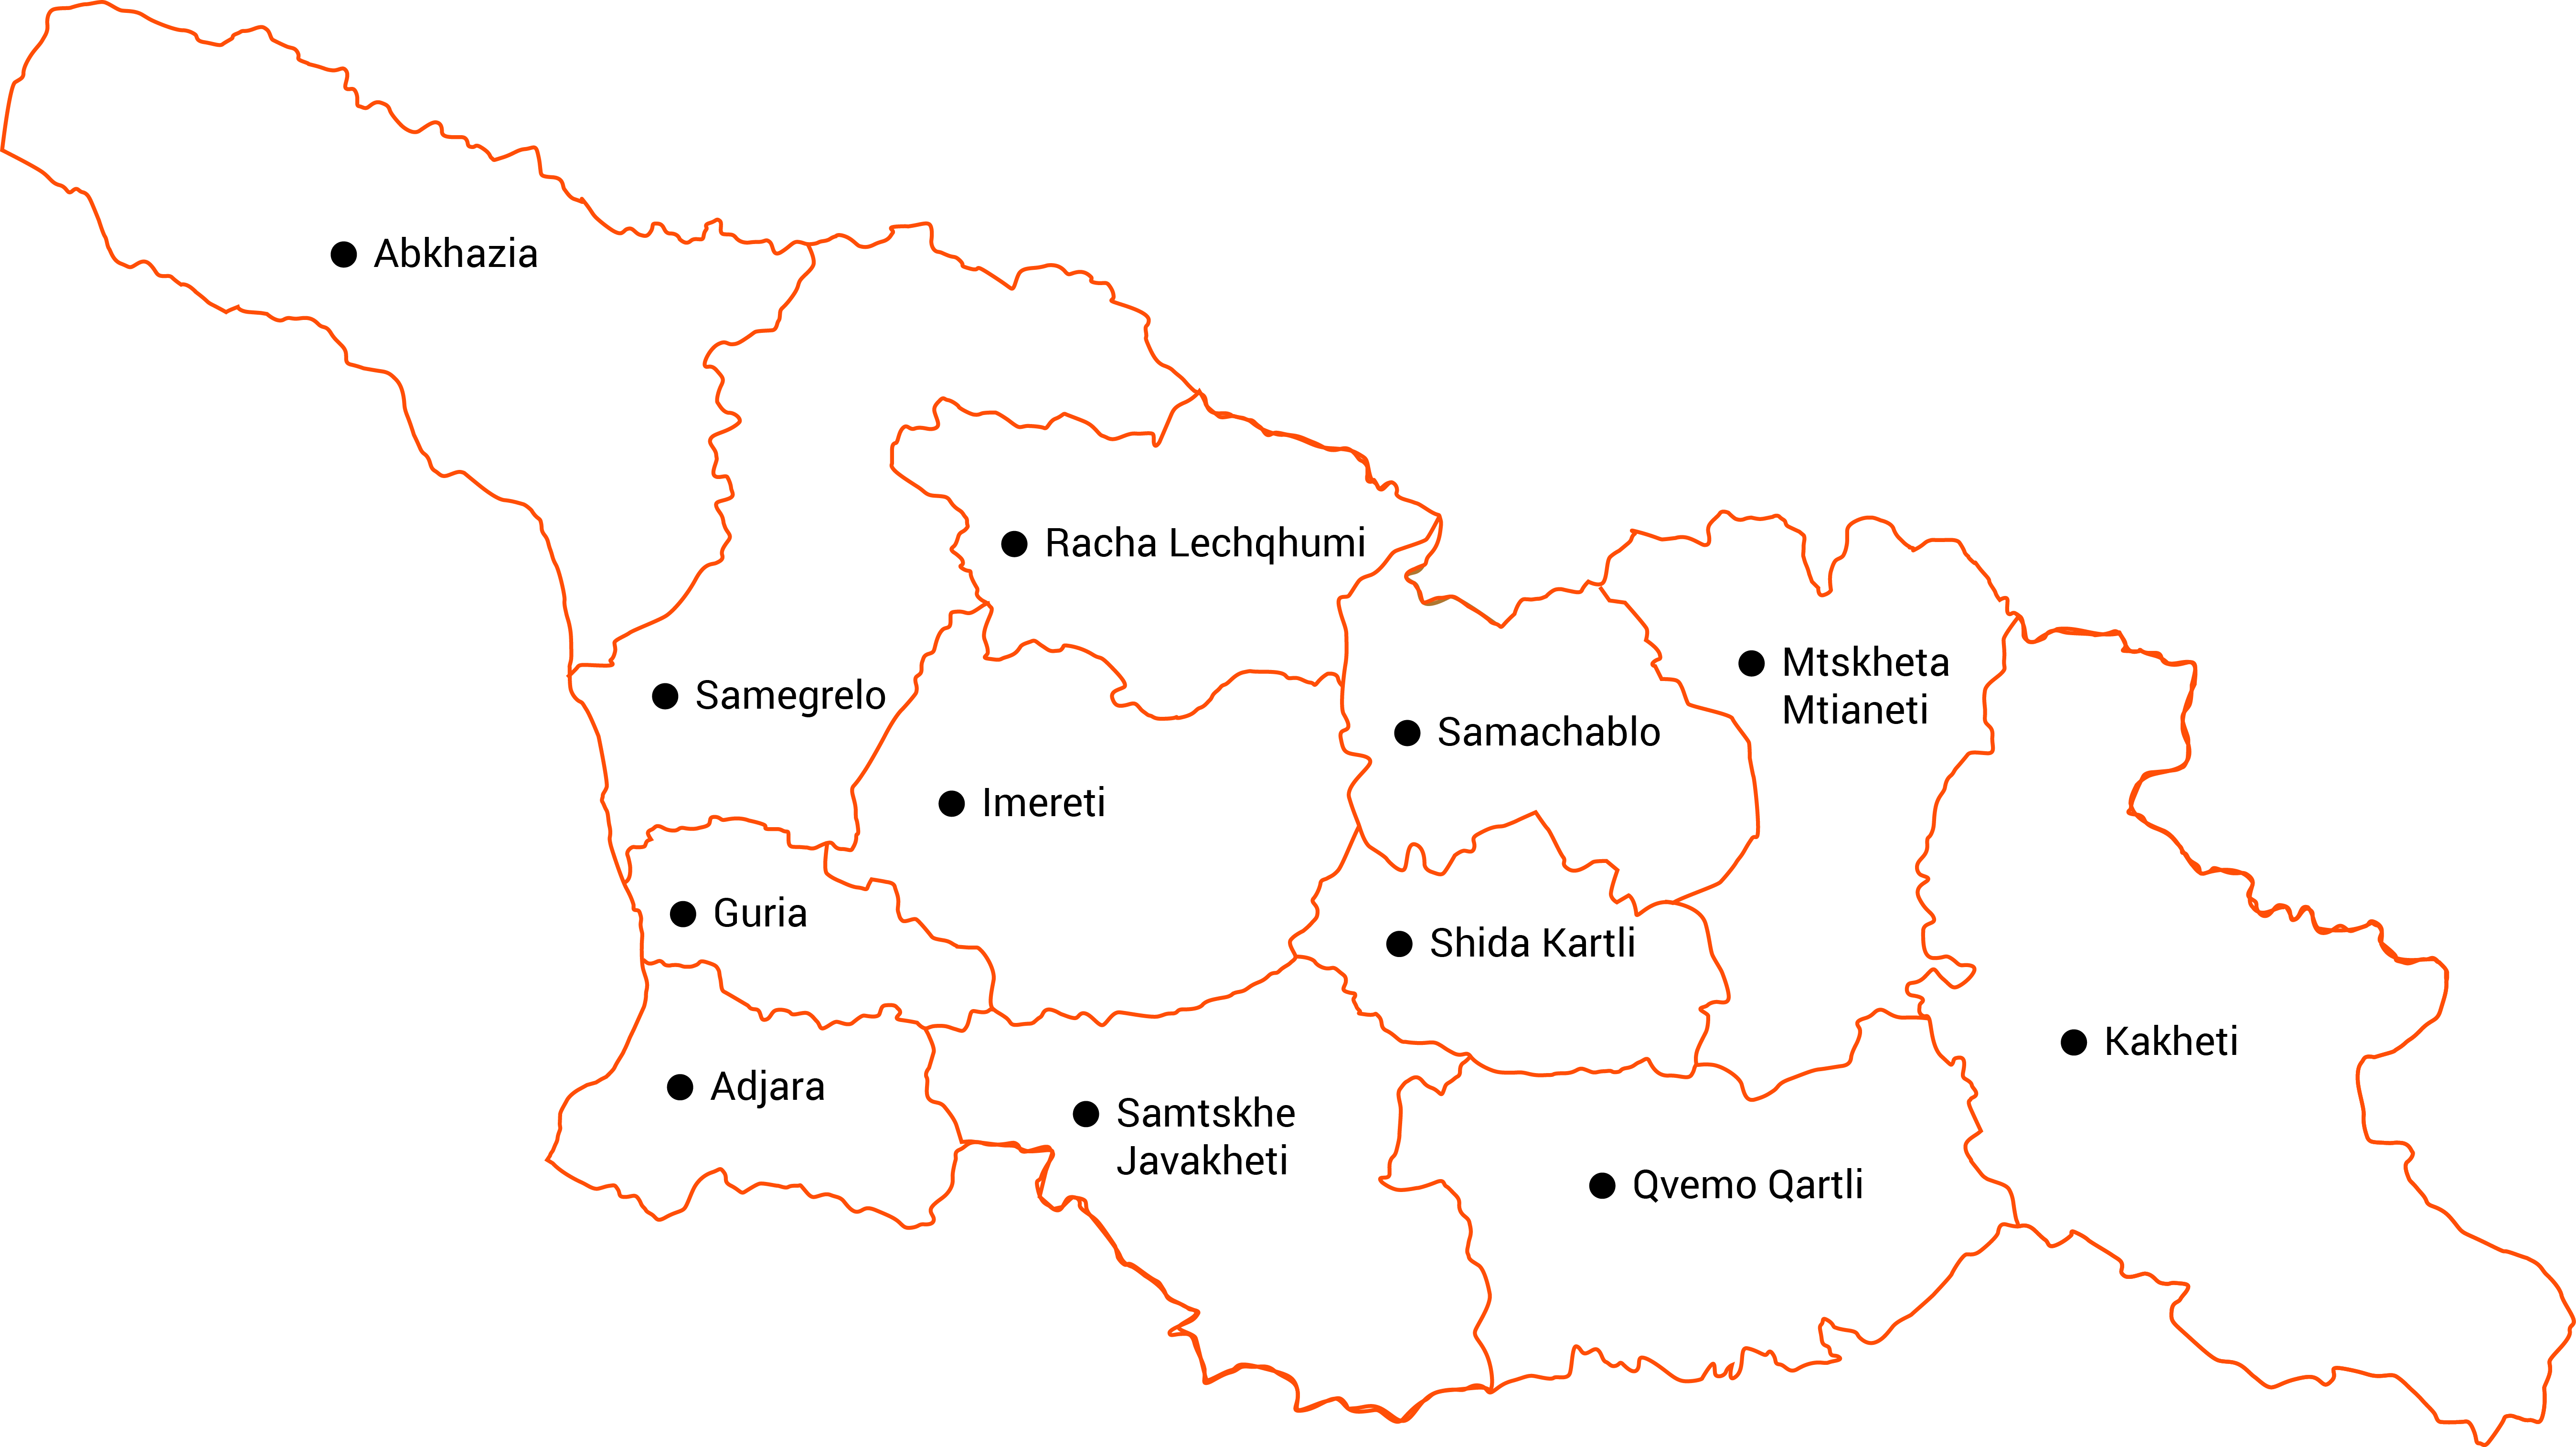 Abkhazia
Racha Lechqhumi
Mtskheta
Mtianeti
Samegrelo
Samachablo
Imereti
Guria
Shida Kartli
Kakheti
Adjara
Samtskhe
Javakheti
Qvemo Qartli